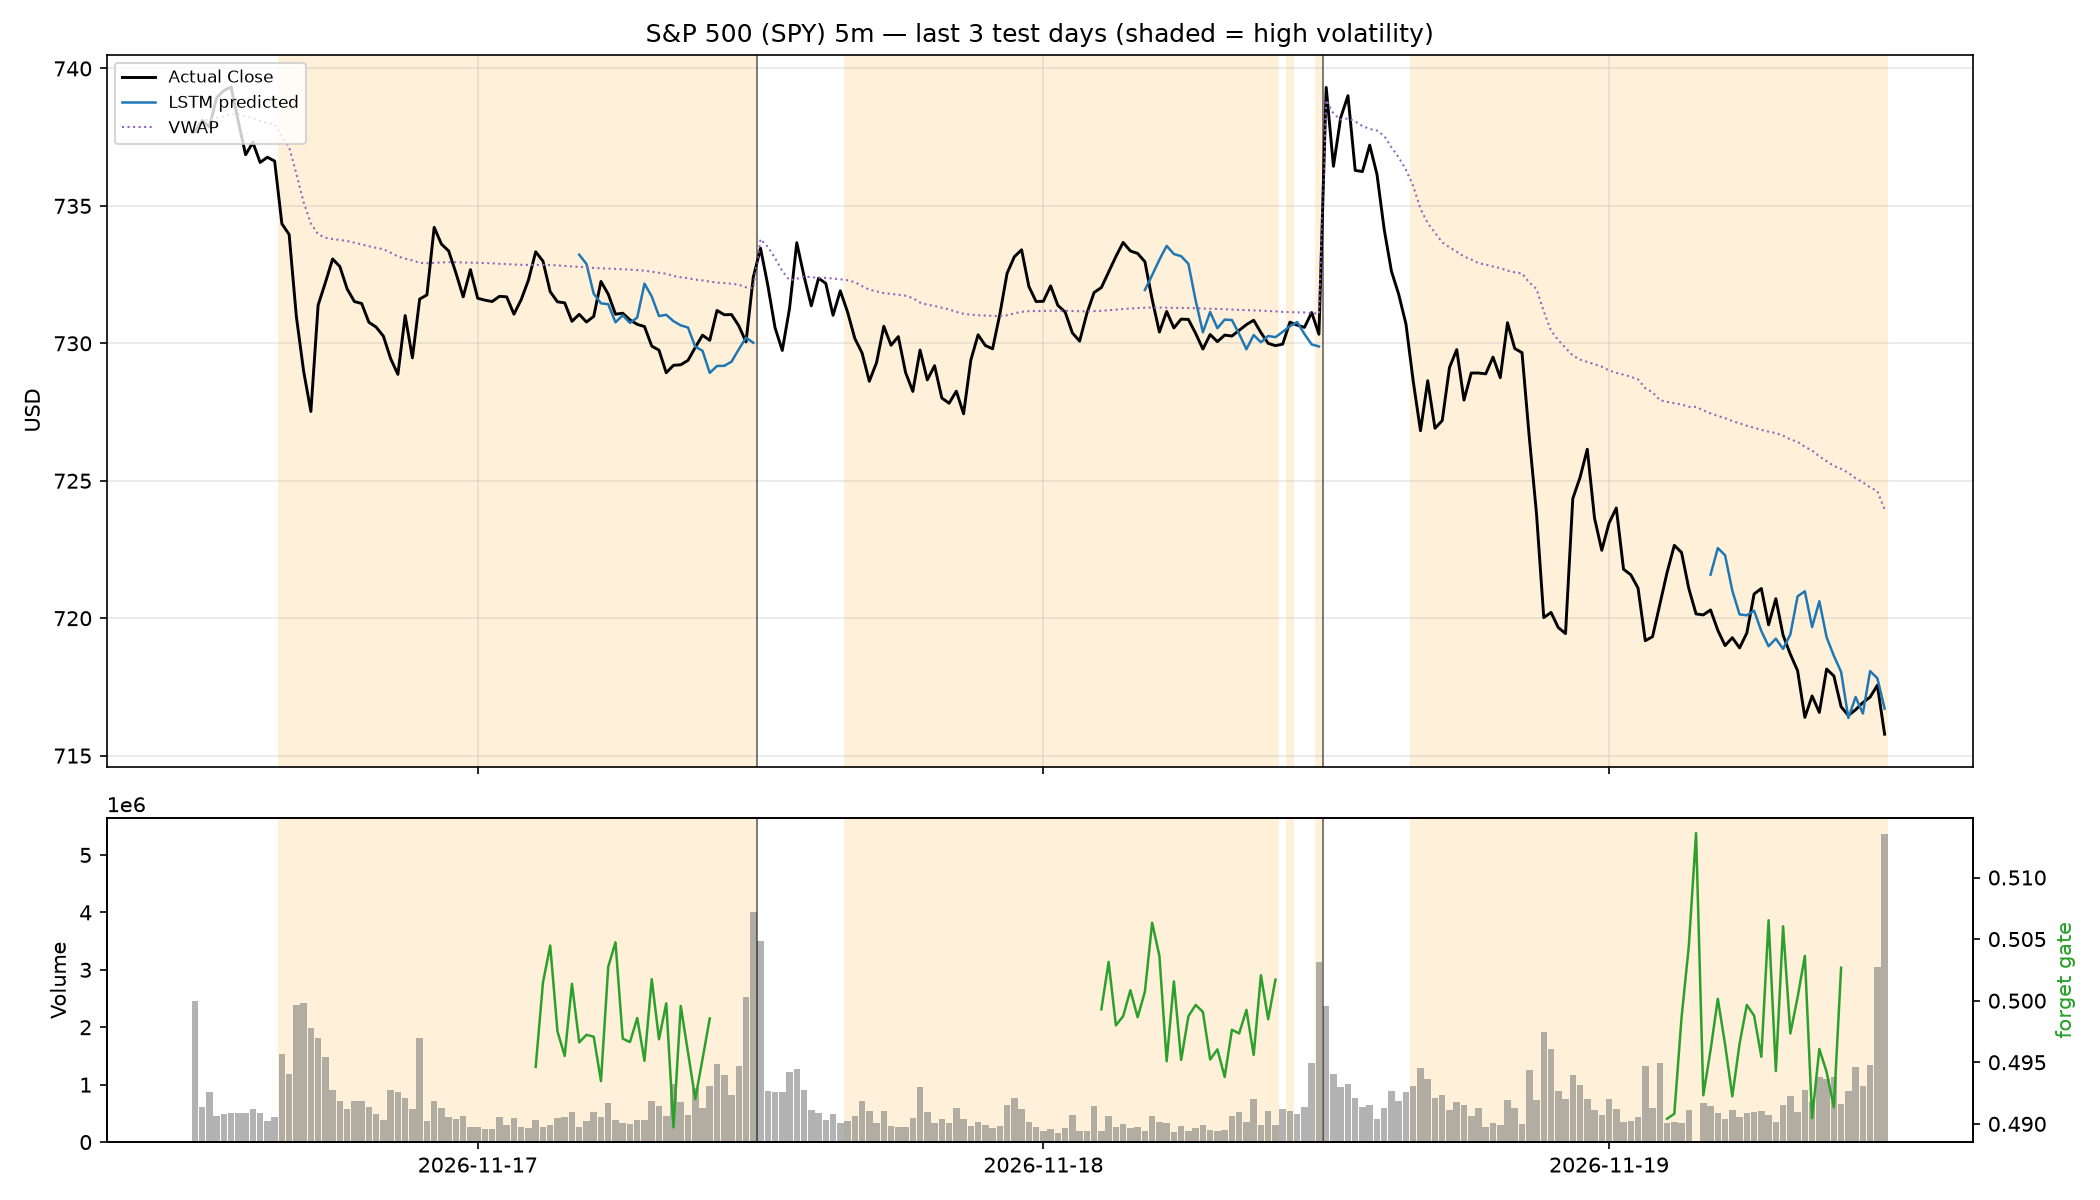 S&P 500 (SPY) 5m — last 3 test days (shaded = high volatility)
Actual Close
LSTM predicted
VWAP
740
735
730
725
720
715
USD
1e6
5
4
3
2
1
0
Volume
0.510
0.505
0.500
0.495
0.490
forget gate
2026-11-17
2026-11-18
2026-11-19